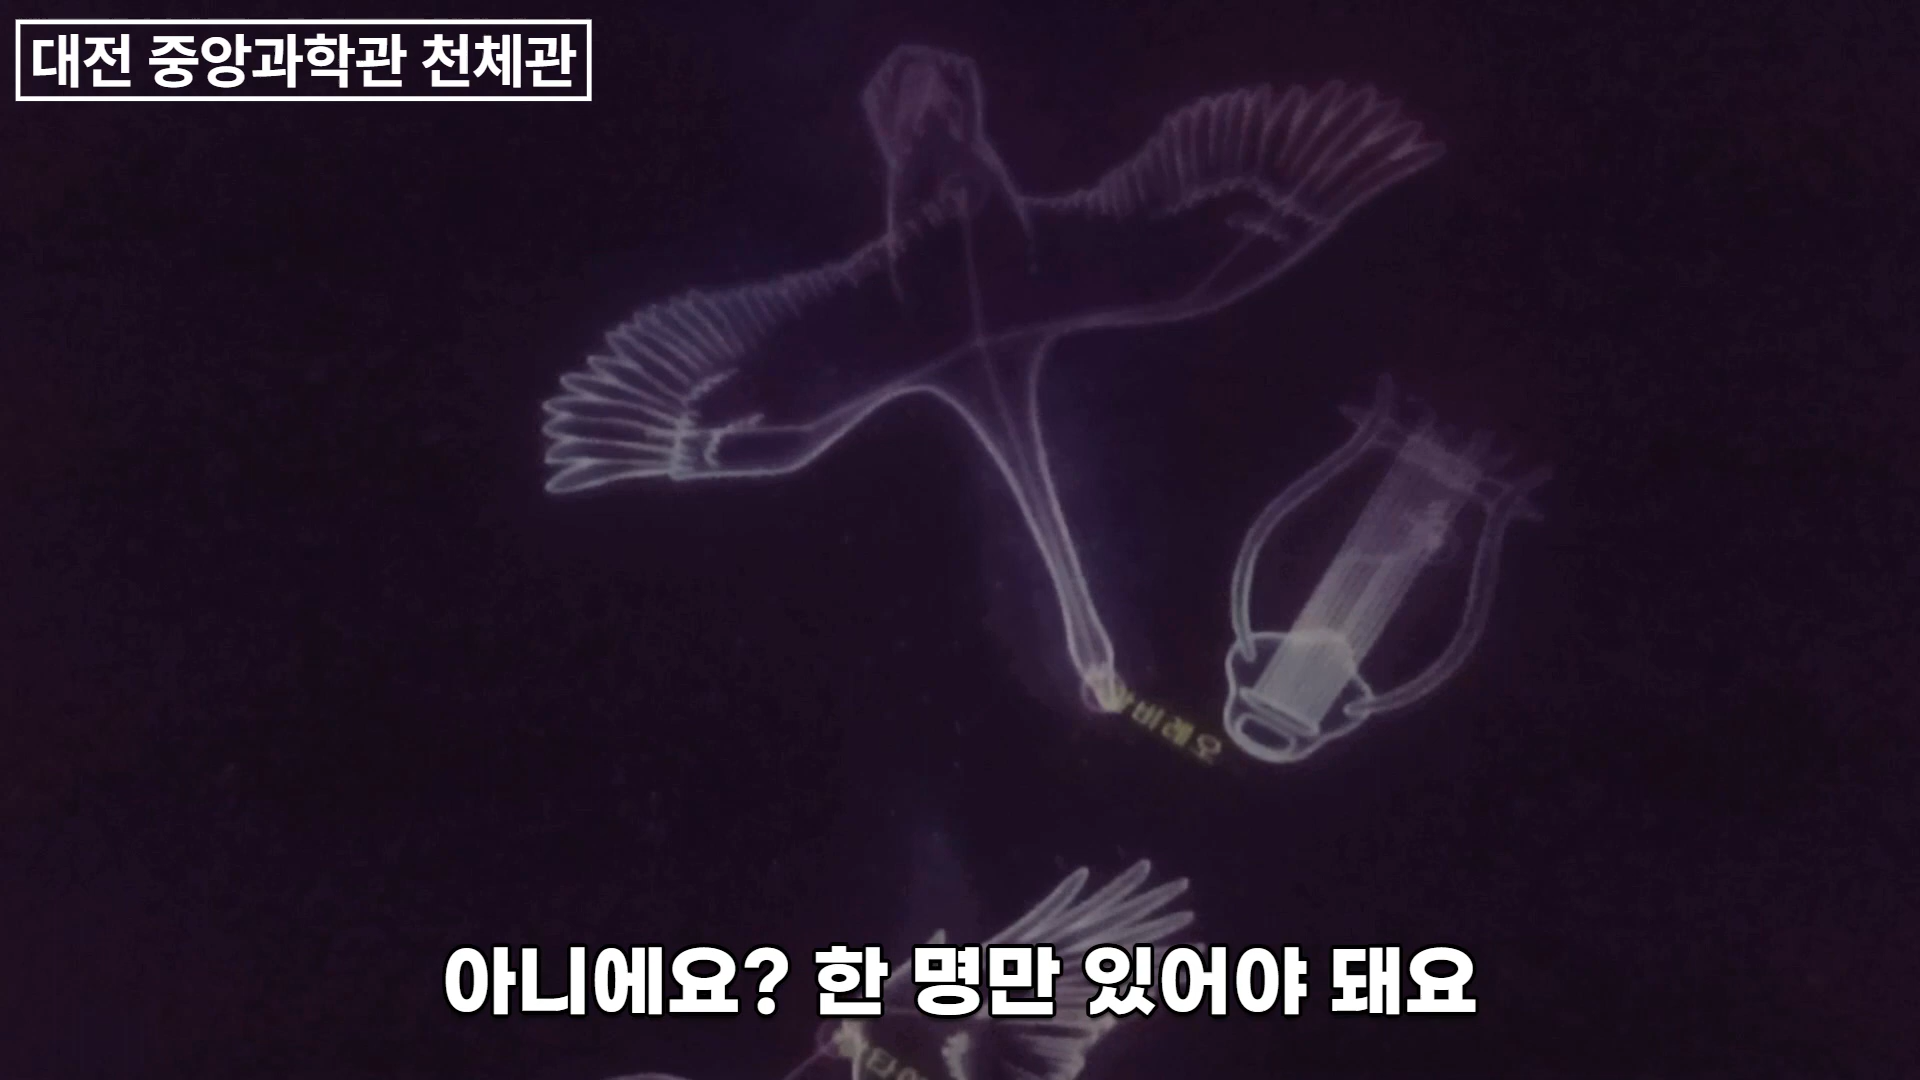 대전 중앙과학관 천체관
알비레오
아니에요? 한 명만 있어야 돼요